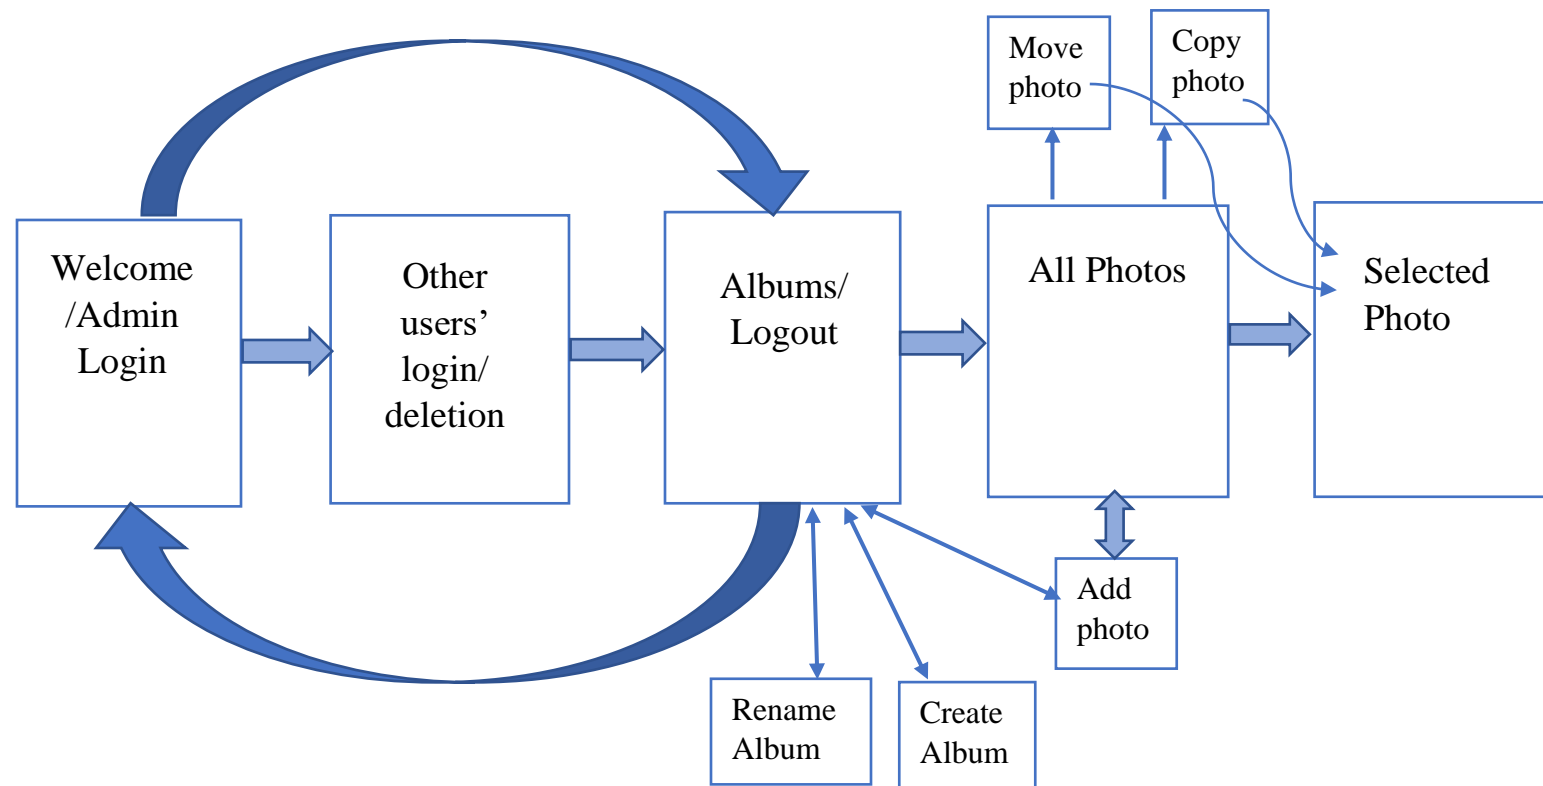 Move
photo
Copy
photo
Welcome
/Admin
Login
Other
users’
login/
deletion
Albums/
Logout
All Photos
Selected
Photo
Add
photo
Rename
Album
Create
Album